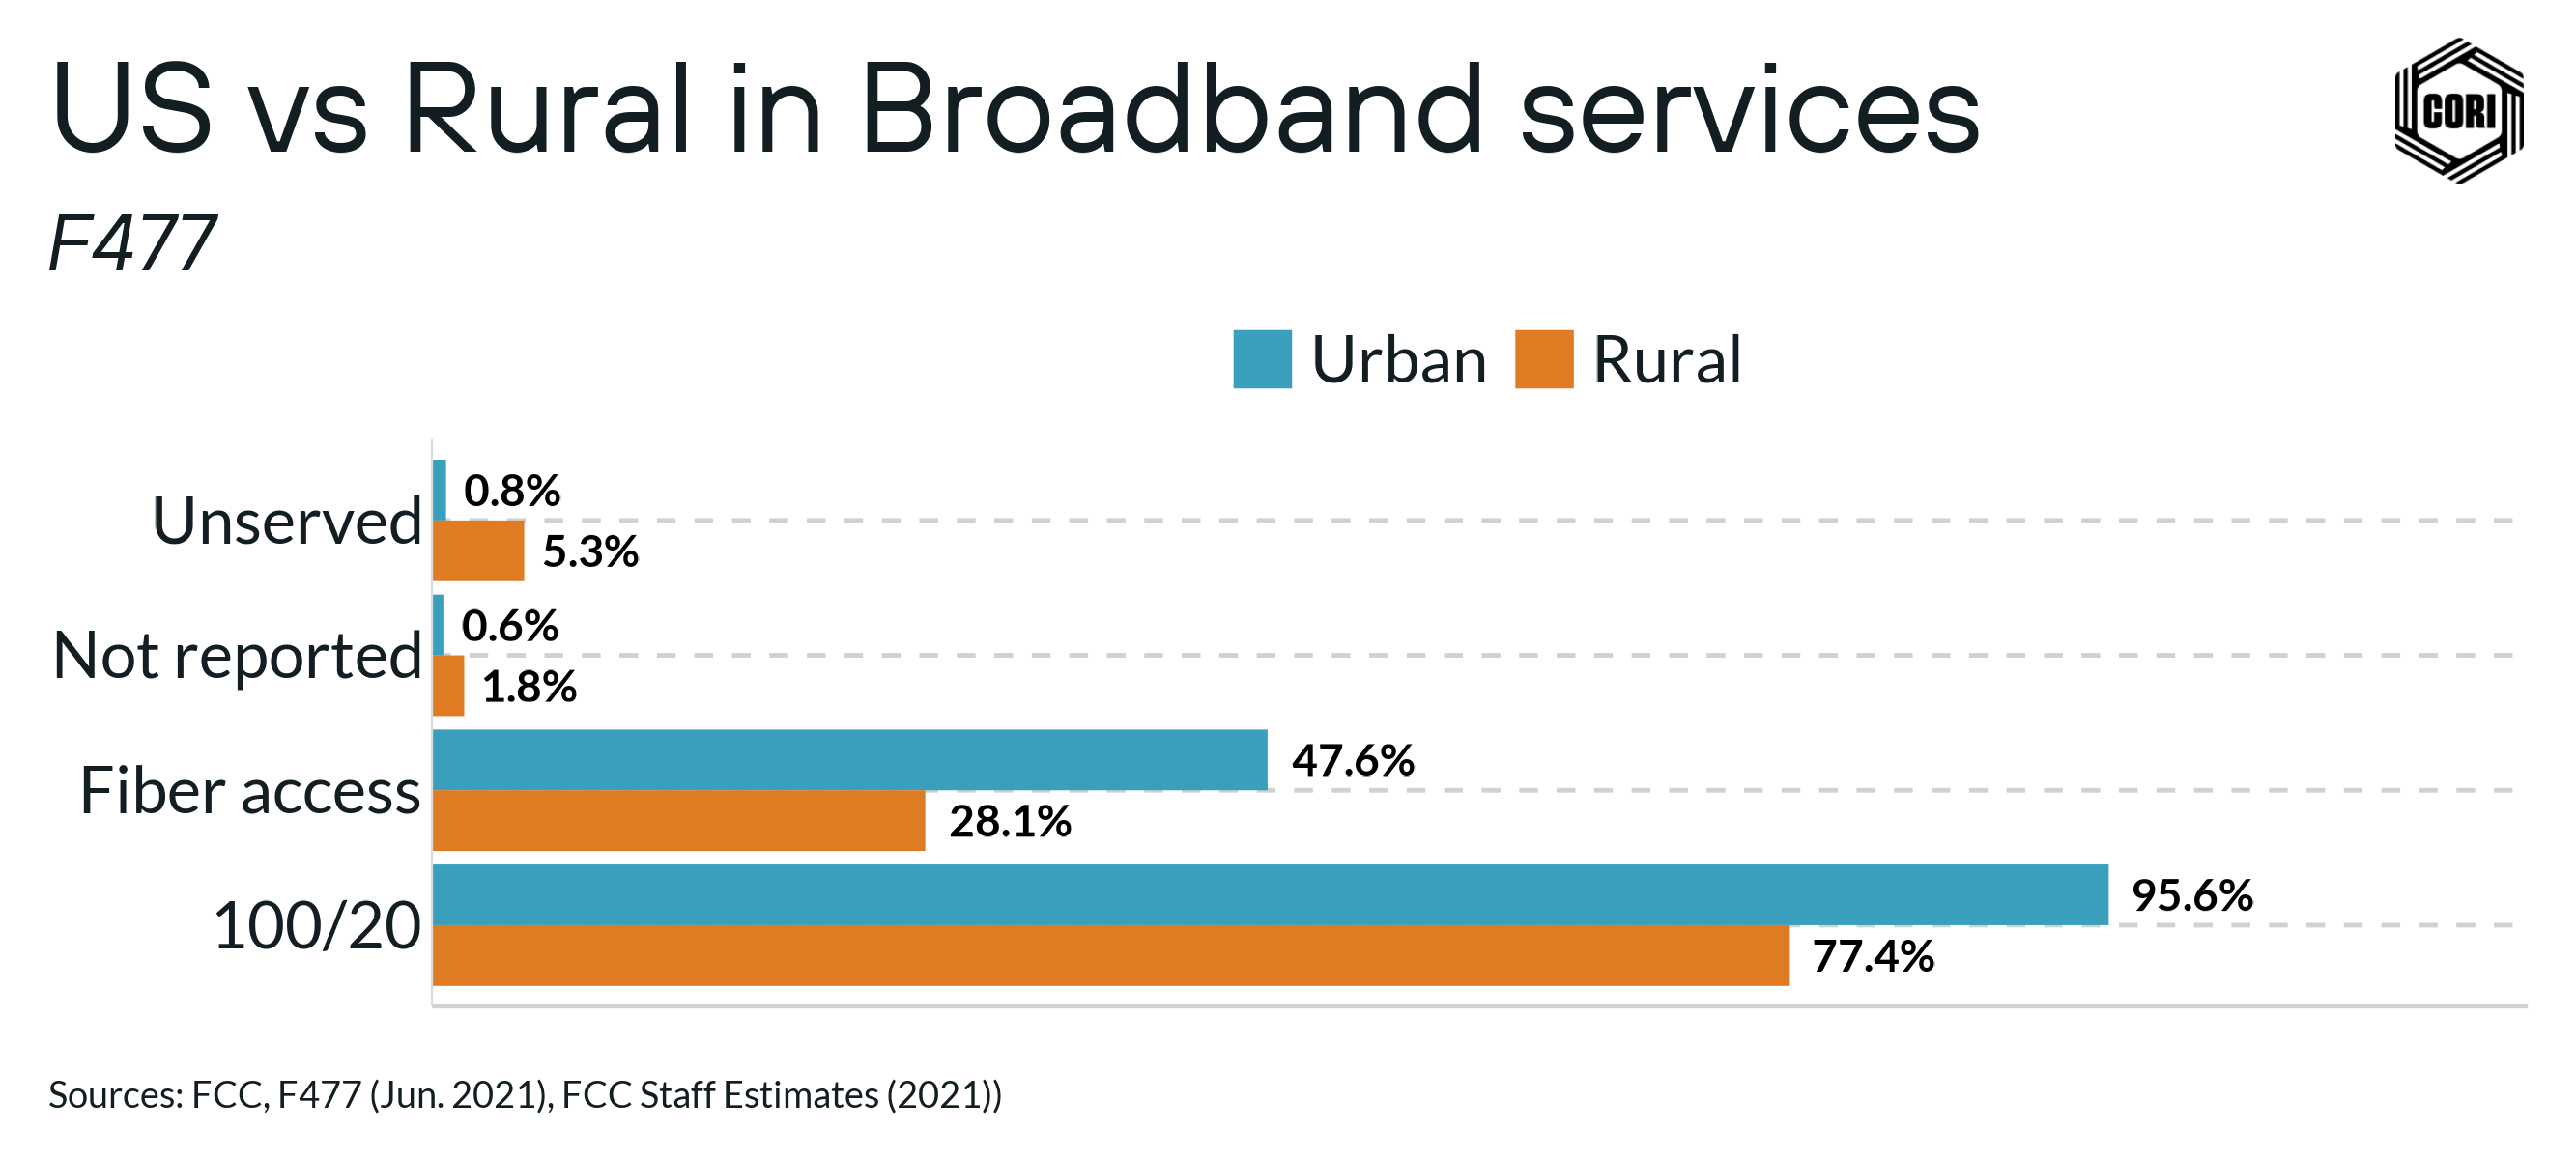 US vs Rural in Broadband services
CORI
F477
Urban Rural
Unserved
0.8%
5.3%
Not reported
0.6%
1.8%
Fiber access
47.6%
28.1%
100/20
95.6%
77.4%
Sources: FCC, F477 (Jun. 2021), FCC Staff Estimates (2021))